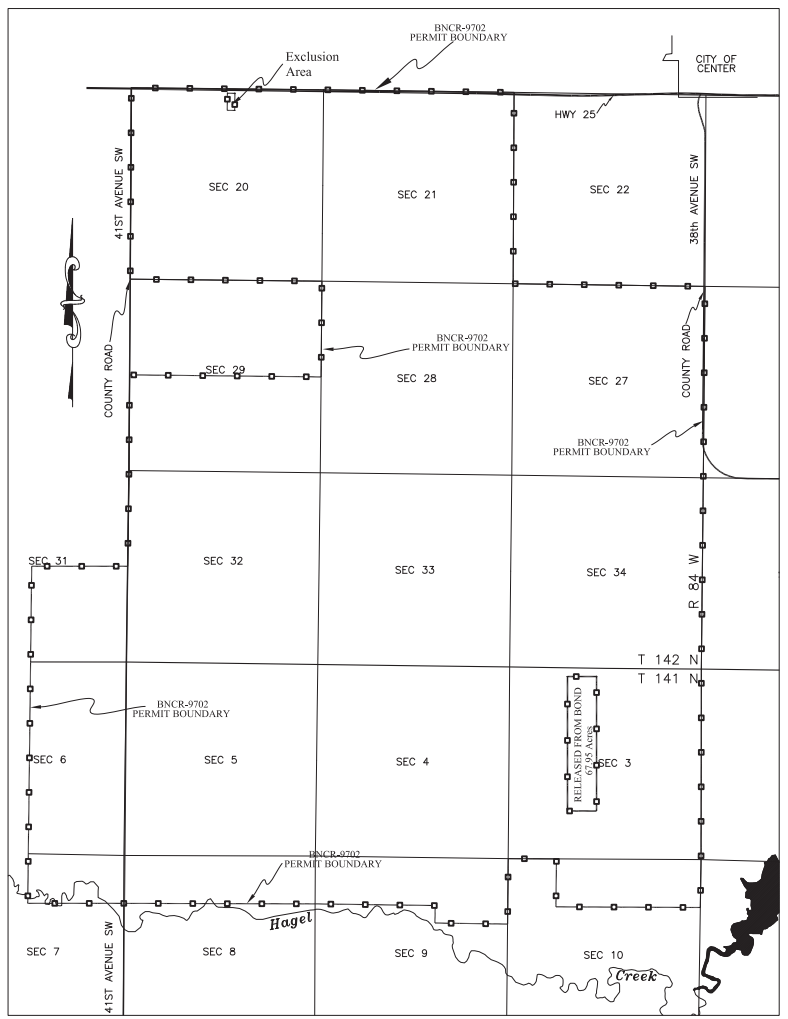 BNCR-9702
PERMIT BOUNDARY
Exclusion
Area
CITY OF
CENTER
HWY 25
41ST AVENUE SW
SEC 20
SEC 21
SEC 22
38th AVENUE SW
COUNTY ROAD
BNCR-9702
PERMIT BOUNDARY
SEC 29
SEC 28
SEC 27
COUNTY ROAD
BNCR-9702
PERMIT BOUNDARY
SEC 31
SEC 32
SEC 33
SEC 34
R 84 W
T 142 N
T 141 N
BNCR-9702
PERMIT BOUNDARY
RELEASED FROM BOND
67.95 Acres
SEC 6
SEC 5
SEC 4
SEC 3
BNCR-9702
PERMIT BOUNDARY
Hagel
SEC 7
41ST AVENUE SW
SEC 8
SEC 9
SEC 10
Creek